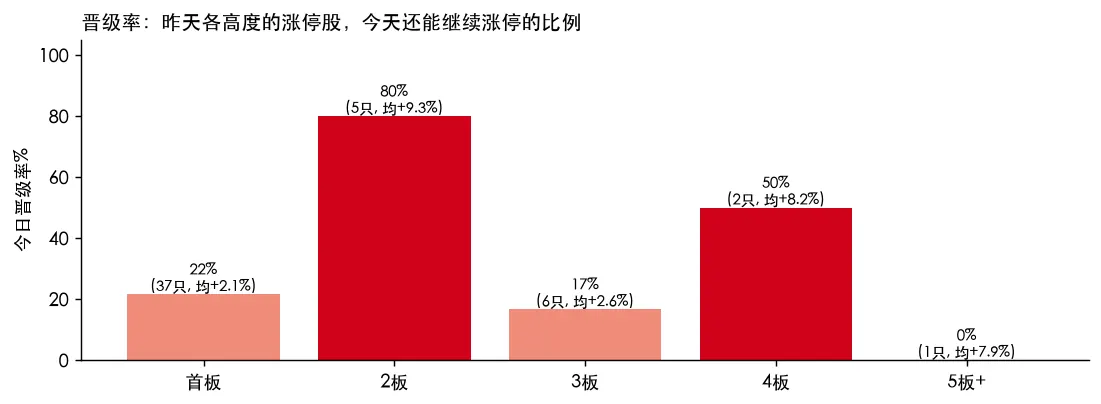 晋级率：昨天各高度的涨停股，今天还能继续涨停的比例
今日晋级率%
100
80
60
40
20
0
22%
(37只, 均+2.1%)
80%
(5只, 均+9.3%)
17%
(6只, 均+2.6%)
50%
(2只, 均+8.2%)
0%
(1只, 均+7.9%)
首板
2板
3板
4板
5板+